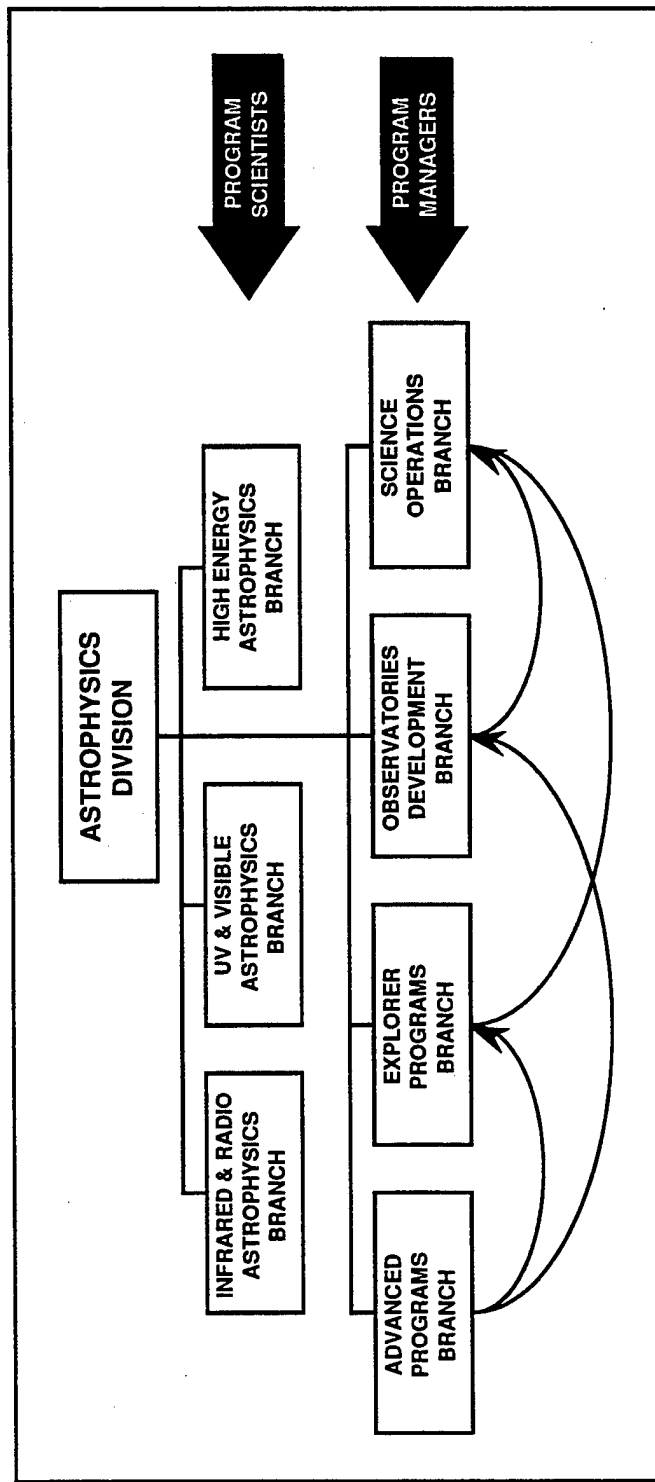 ASTROPHYSICS
DIVISION
INFRARED & RADIO
ASTROPHYSICS
BRANCH
UV & VISIBLE
ASTROPHYSICS
BRANCH
HIGH ENERGY
ASTROPHYSICS
BRANCH
PROGRAM
SCIENTISTS
ADVANCED
PROGRAMS
BRANCH
EXPLORER
PROGRAMS
BRANCH
OBSERVATORIES
DEVELOPMENT
BRANCH
SCIENCE
OPERATIONS
BRANCH
PROGRAM
MANAGERS